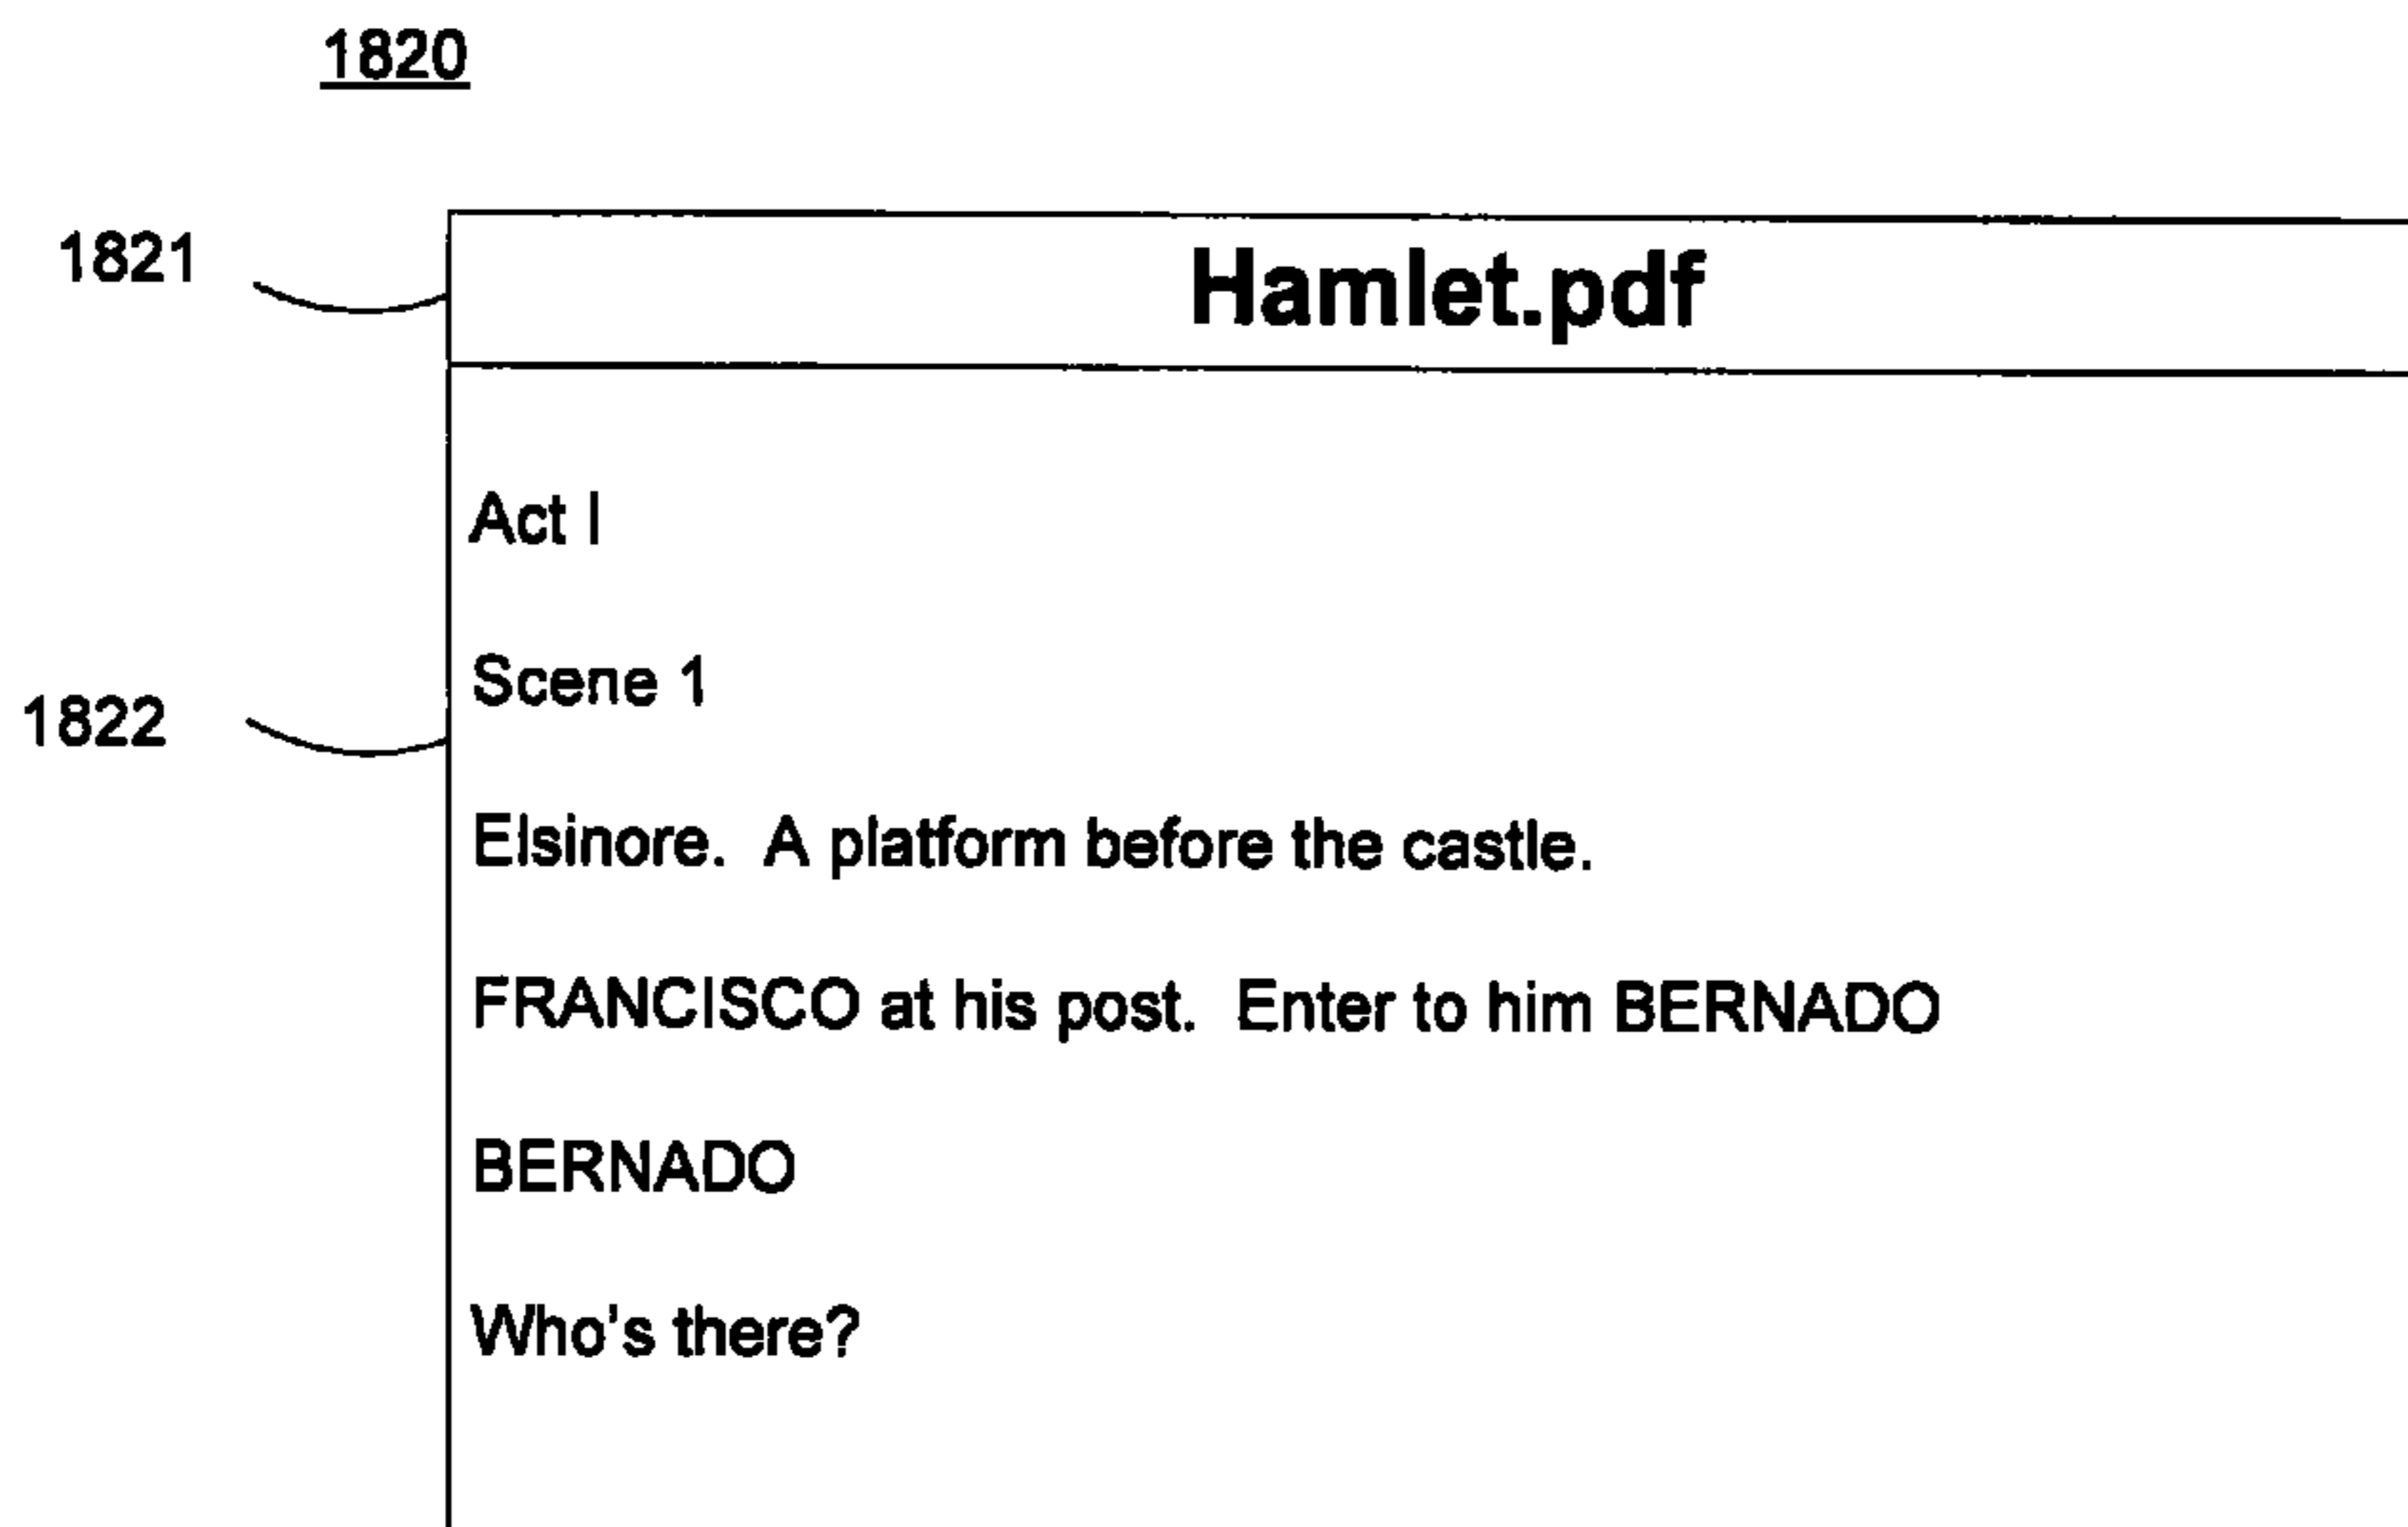 1820
1821
Hamlet.pdf
Act I
Scene 1
1822
Elsinore.  A platform before the castle.
FRANCISCO at his post.  Enter to him BERNADO
BERNADO
Who's there?